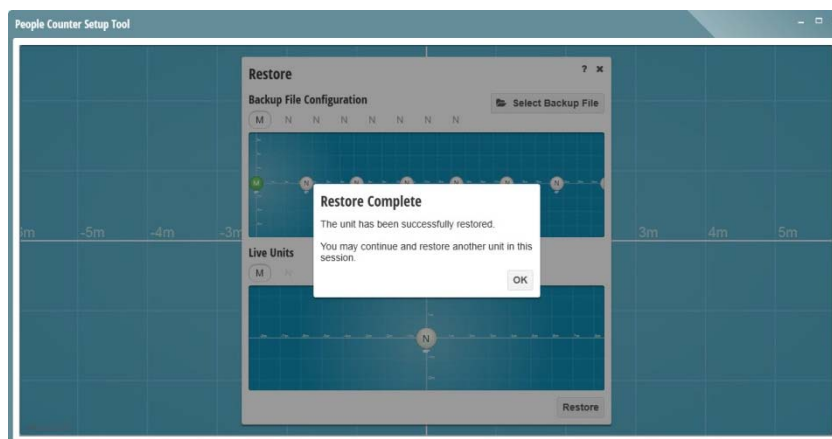 People Counter Setup Tool
Restore
? ×
Backup File Configuration
Select Backup File
M N N N N N N N
M N N N N N N
Restore Complete
The unit has been successfully restored.
You may continue and restore another unit in this
session.
OK
-5m -4m -3m 3m 4m 5m
Live Units
M N
N
Restore